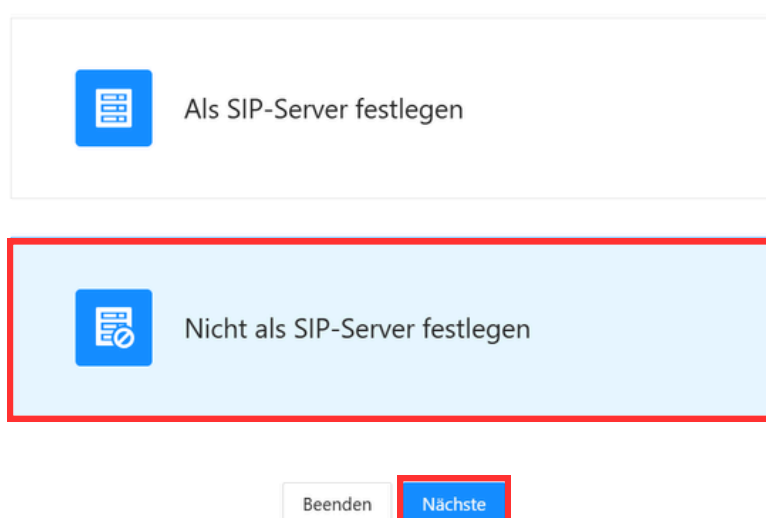 Als SIP-Server festlegen
Nicht als SIP-Server festlegen
Beenden
Nächste